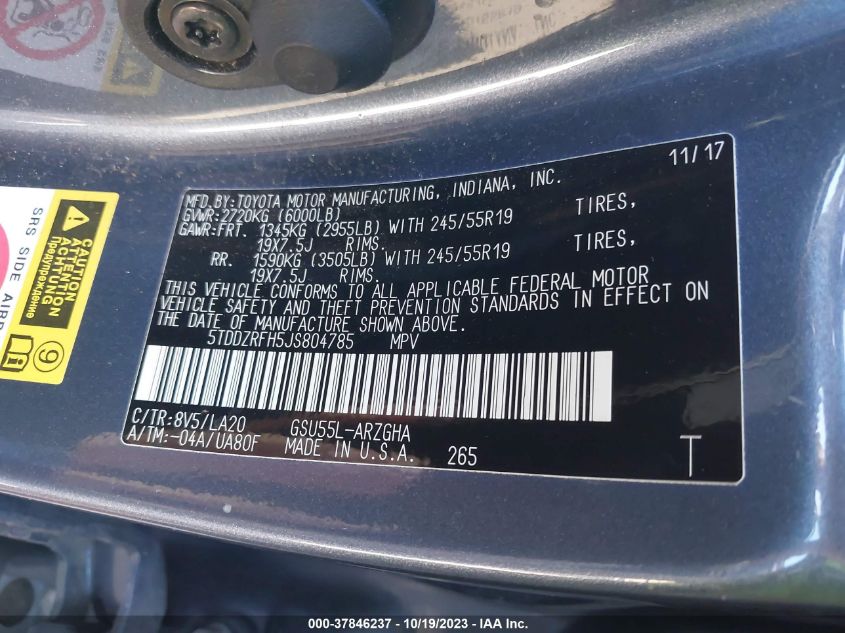 11/17
MFD.BY:TOYOTA MOTOR MANUFACTURING, INDIANA, INC.
GVWR:2720KG (6000LB)
GAWR:FRT. 1345KG (2955LB) WITH 245/55R19 TIRES,
19X7.5J RIMS.
RR. 1590KG (3505LB) WITH 245/55R19 TIRES,
19X7.5J RIMS.
THIS VEHICLE CONFORMS TO ALL APPLICABLE FEDERAL MOTOR
VEHICLE SAFETY AND THEFT PREVENTION STANDARDS IN EFFECT ON
THE DATE OF MANUFACTURE SHOWN ABOVE.
5TDDZRFH5JS804785 MPV
C/TR:8V5/LA20 GSU55L-ARZGHA
A/TM:-04A/UA80F MADE IN U.S.A. 265
T
SRS SIDE AIRB
CAUTION
ATTENTION
ACHTUNG
Предупреждение
9
000-37846237 - 10/19/2023 - IAA Inc.